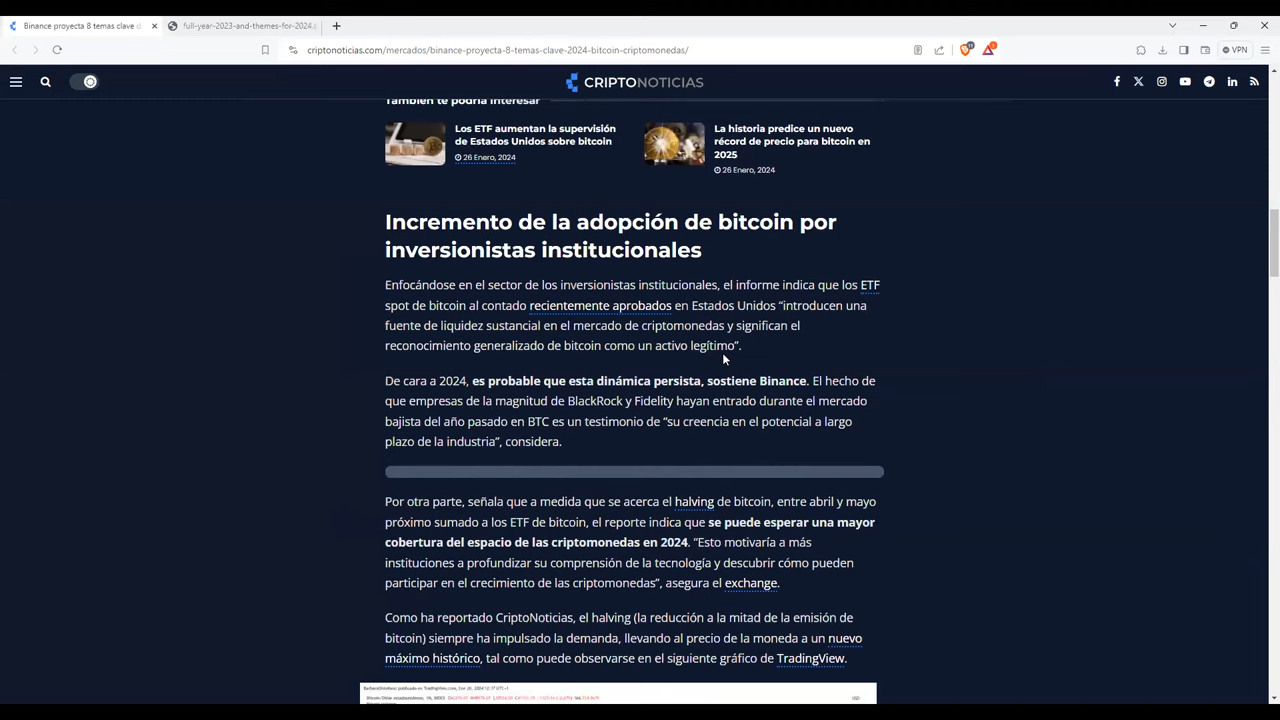 Binance proyecta 8 temas clave d
full-year-2023-and-themes-for-2024.
criptonoticias.com/mercados/binance-proyecta-8-temas-clave-2024-bitcoin-criptomonedas/
VPN
CRIPTONOTICIAS
También te podría interesar
Los ETF aumentan la supervisión
de Estados Unidos sobre bitcoin
26 Enero, 2024
La historia predice un nuevo
récord de precio para bitcoin en
2025
26 Enero, 2024
Incremento de la adopción de bitcoin por
inversionistas institucionales
Enfocándose en el sector de los inversionistas institucionales, el informe indica que los ETF
spot de bitcoin al contado recientemente aprobados en Estados Unidos “introducen una
fuente de liquidez sustancial en el mercado de criptomonedas y significan el
reconocimiento generalizado de bitcoin como un activo legítimo”.
De cara a 2024, es probable que esta dinámica persista, sostiene Binance. El hecho de
que empresas de la magnitud de BlackRock y Fidelity hayan entrado durante el mercado
bajista del año pasado en BTC es un testimonio de “su creencia en el potencial a largo
plazo de la industria”, considera.
Por otra parte, señala que a medida que se acerca el halving de bitcoin, entre abril y mayo
próximo sumado a los ETF de bitcoin, el reporte indica que se puede esperar una mayor
cobertura del espacio de las criptomonedas en 2024. “Esto motivaría a más
instituciones a profundizar su comprensión de la tecnología y descubrir cómo pueden
participar en el crecimiento de las criptomonedas”, asegura el exchange.
Como ha reportado CriptoNoticias, el halving (la reducción a la mitad de la emisión de
bitcoin) siempre ha impulsado la demanda, llevando al precio de la moneda a un nuevo
máximo histórico, tal como puede observarse en el siguiente gráfico de TradingView.